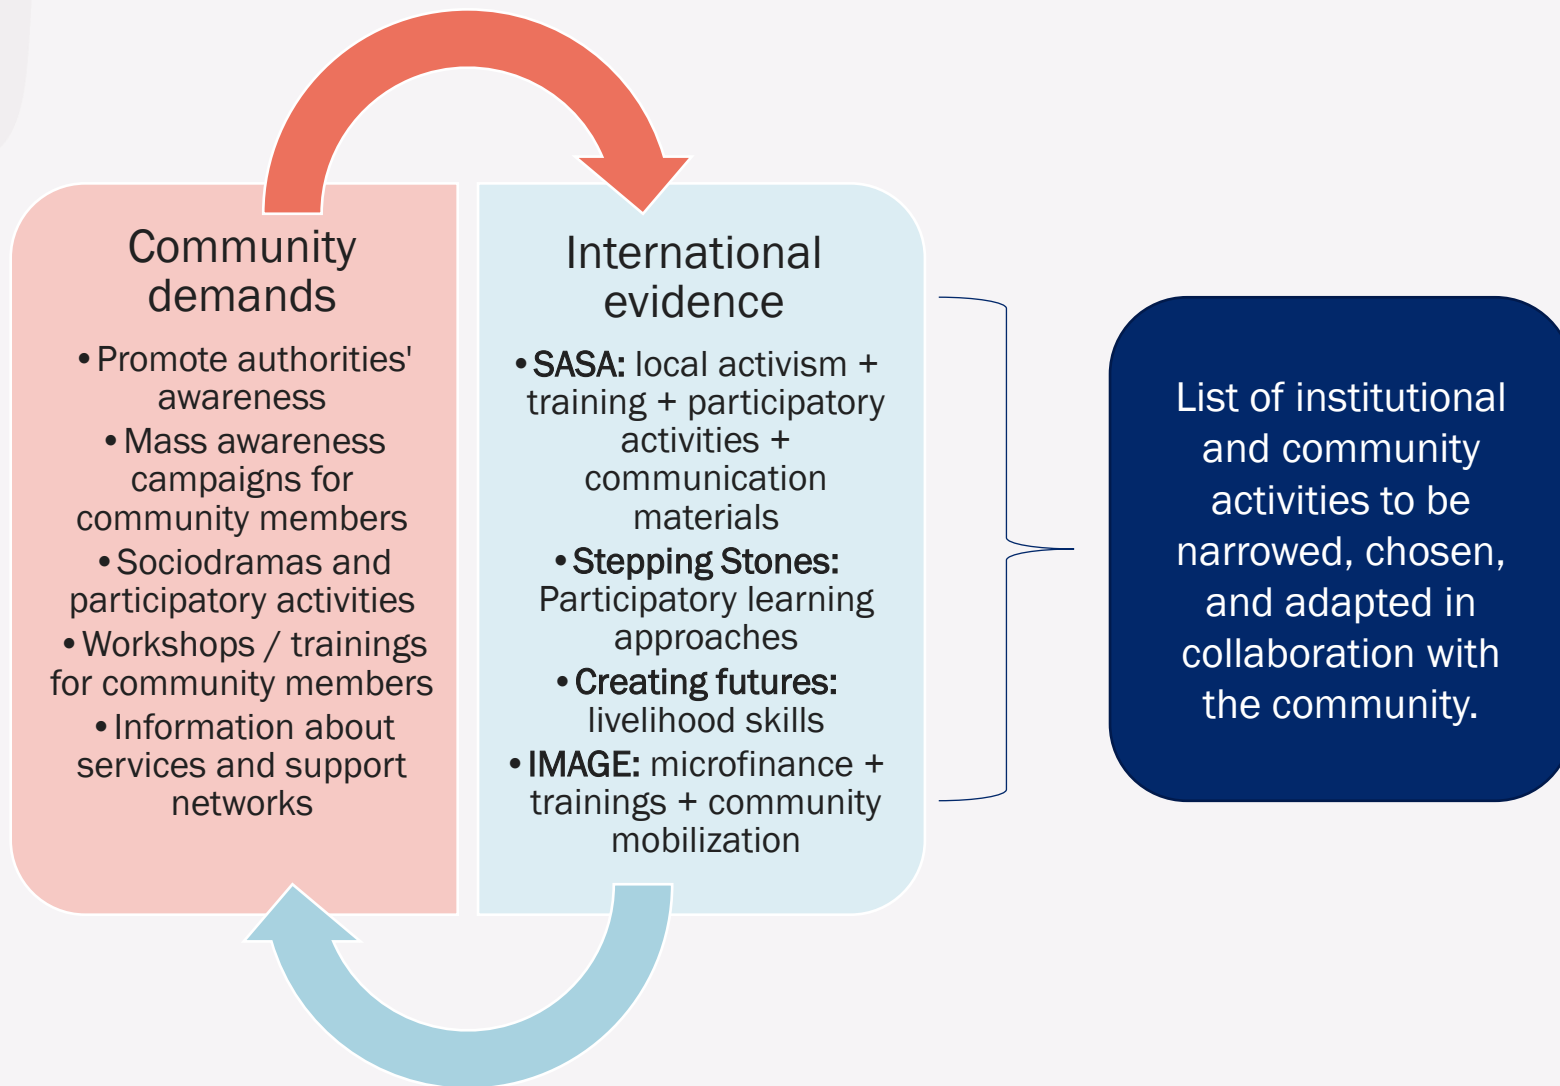 Community
demands
•Promote authorities'
awareness
•Mass awareness
campaigns for
community members
•Sociodramas and
participatory activities
•Workshops / trainings
for community members
•Information about
services and support
networks
International
evidence
•SASA: local activism +
training + participatory
activities +
communication
materials
•Stepping Stones:
Participatory learning
approaches
•Creating futures:
livelihood skills
•IMAGE: microfinance +
trainings + community
mobilization
List of institutional
and community
activities to be
narrowed, chosen,
and adapted in
collaboration with
the community.